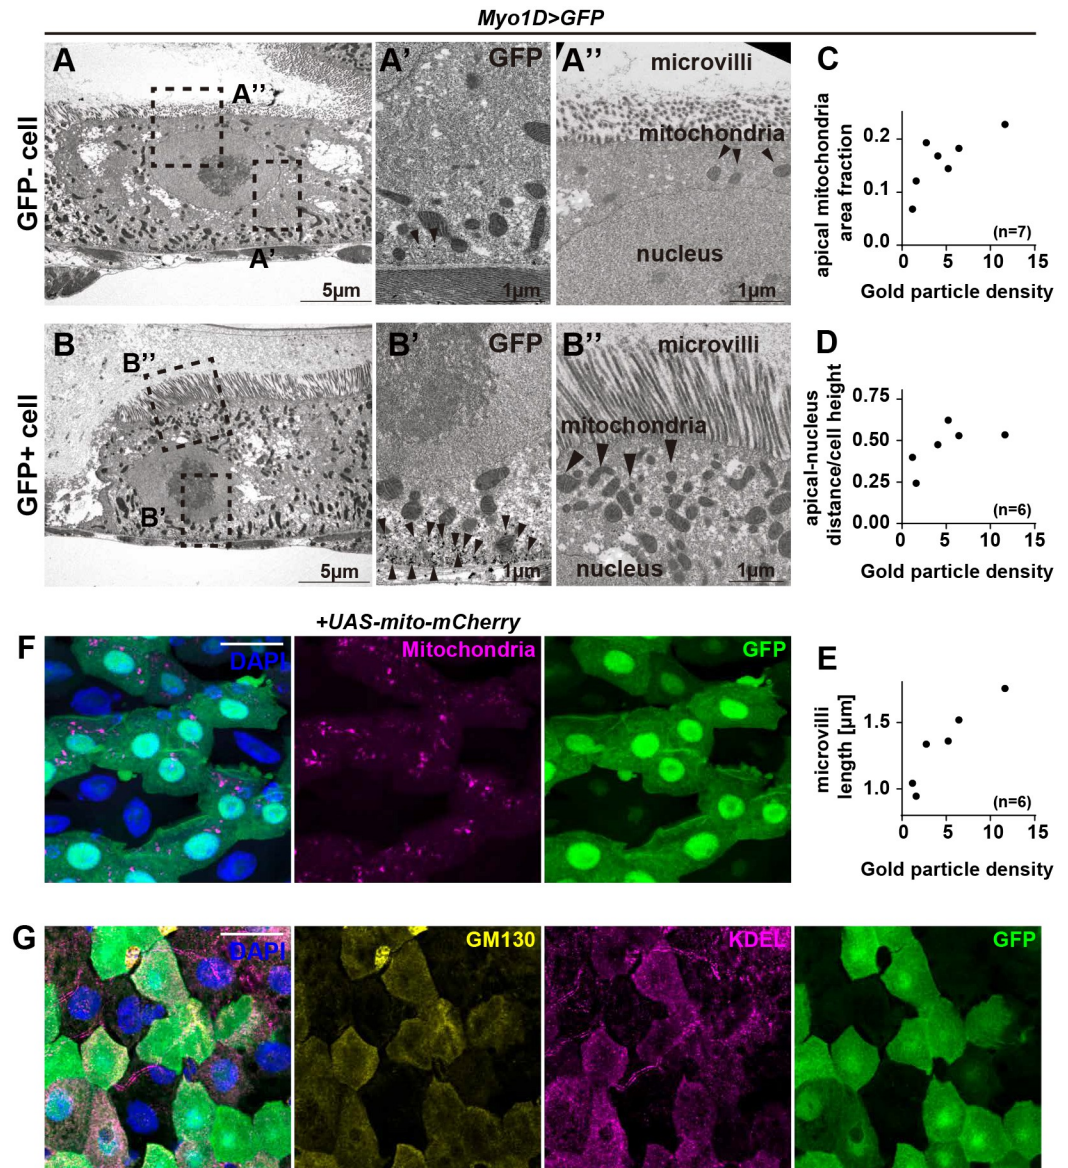 Myo1D>GFP
GFP- cell
A
A’’
A’
5μm
A’
GFP
1μm
A’’
microvilli
mitochondria
nucleus
1μm
C
apical mitochondria
area fraction
0.2
0.1
0.0
(n=7)
0 5 10 15
Gold particle density
GFP+ cell
B
B’’
B’
5μm
B’
GFP
1μm
B’’
microvilli
mitochondria
nucleus
1μm
D
apical-nucleus
distance/cell height
0.75
0.50
0.25
0.00
(n=6)
0 5 10 15
Gold particle density
+UAS-mito-mCherry
F
DAPI
Mitochondria
GFP
E
microvilli
length [μm]
1.5
1.0
(n=6)
0 5 10 15
Gold particle density
G
DAPI
GM130
KDEL
GFP